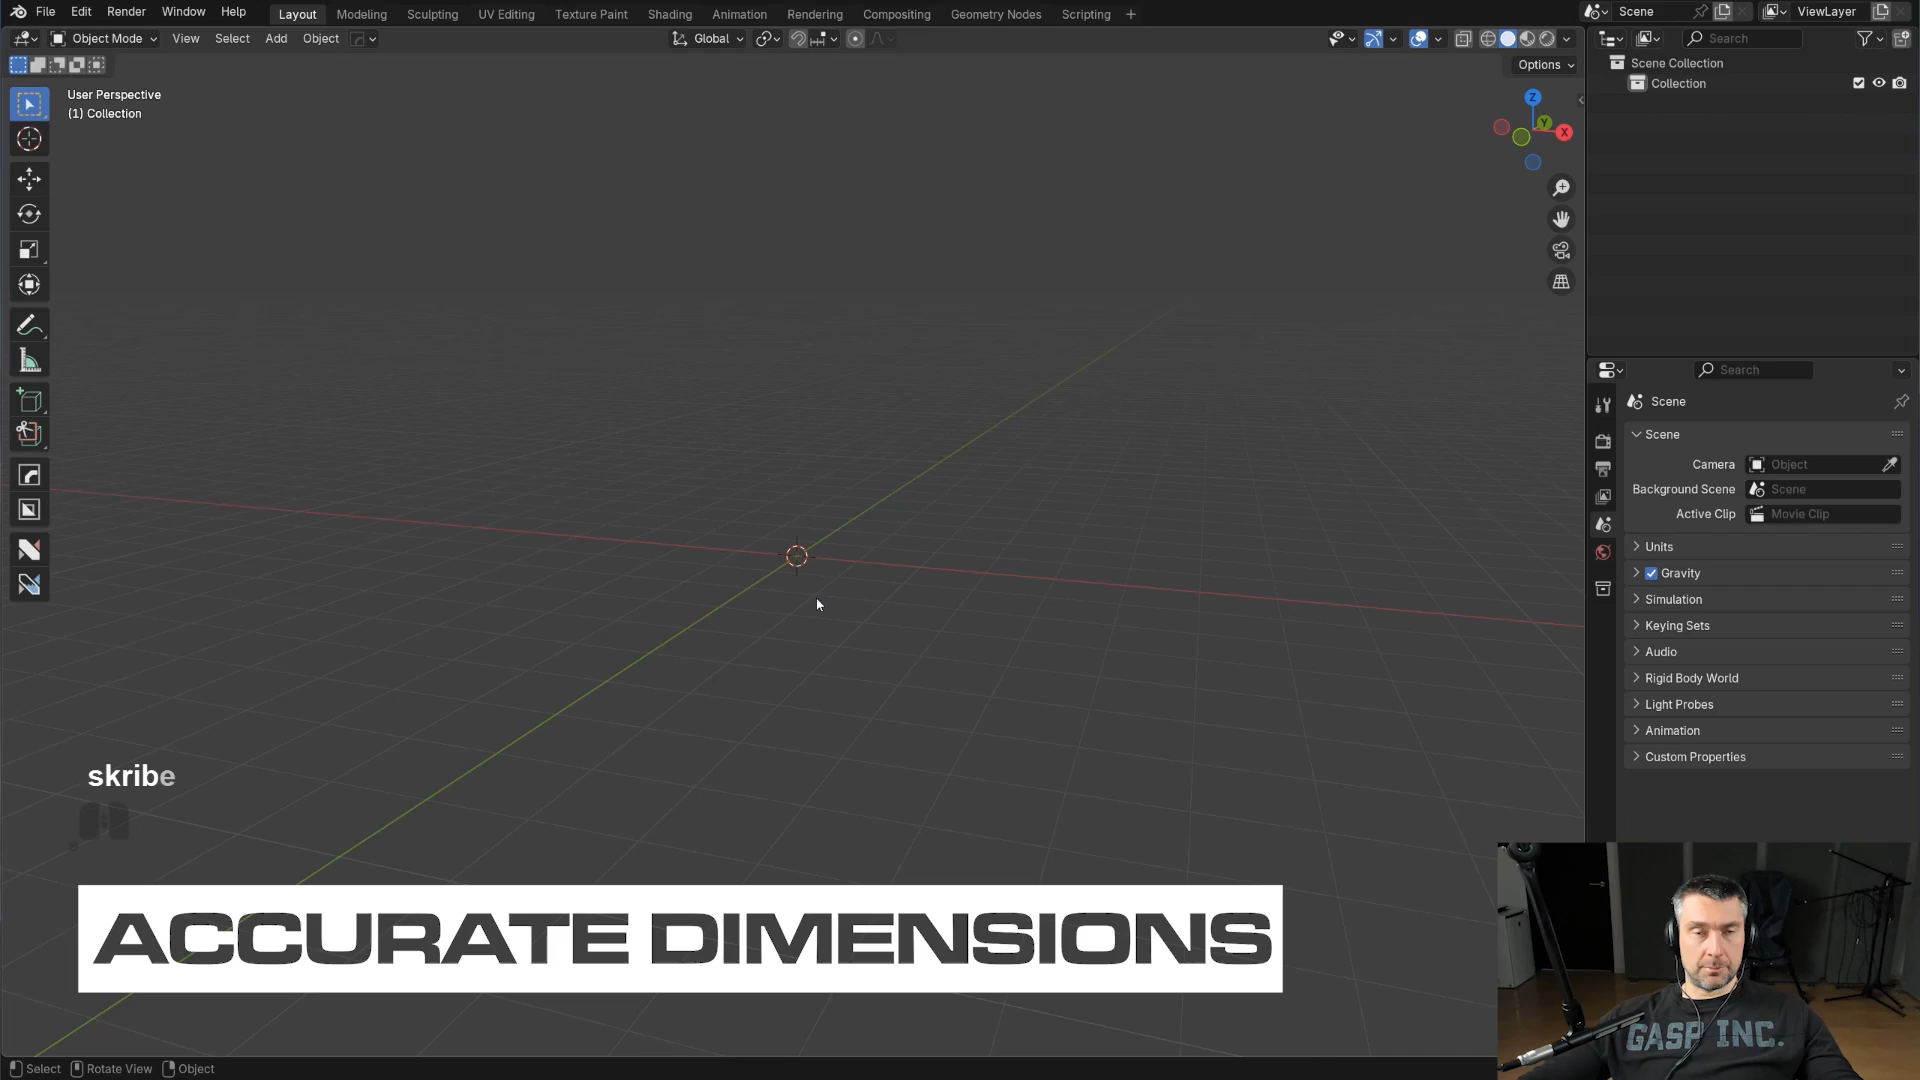 File Edit Render Window Help Layout Modeling Sculpting UV Editing Texture Paint Shading Animation Rendering Compositing Geometry Nodes Scripting + Scene ViewLayer
Object Mode View Select Add Object Global Search
Options
Scene Collection
Collection
User Perspective
(1) Collection
Z
Y
X
Search
Scene
Scene
Camera Object
Background Scene Scene
Active Clip Movie Clip
Units
Gravity
Simulation
Keying Sets
Audio
Rigid Body World
Light Probes
Animation
Custom Properties
skribe
ACCURATE DIMENSIONS
GASP INC.
Select Rotate View Object